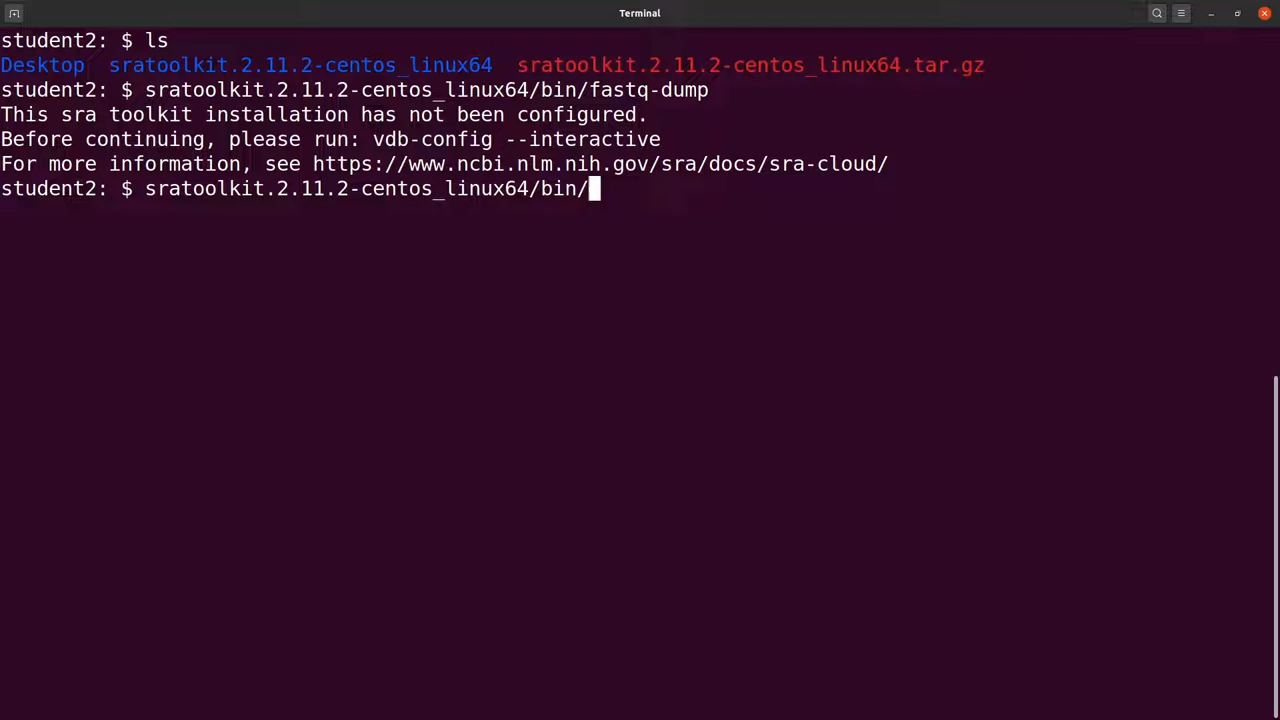 Terminal
student2: $ ls
Desktop  sratoolkit.2.11.2-centos_linux64  sratoolkit.2.11.2-centos_linux64.tar.gz
student2: $ sratoolkit.2.11.2-centos_linux64/bin/fastq-dump
This sra toolkit installation has not been configured.
Before continuing, please run: vdb-config --interactive
For more information, see https://www.ncbi.nlm.nih.gov/sra/docs/sra-cloud/
student2: $ sratoolkit.2.11.2-centos_linux64/bin/